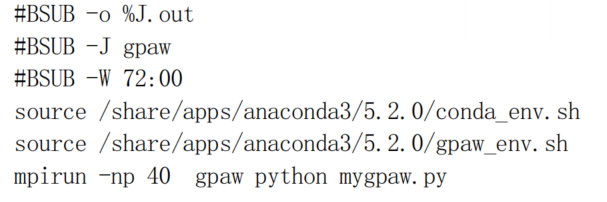 #BSUB -o %J.out
#BSUB -J gpaw
#BSUB -W 72:00
source /share/apps/anaconda3/5.2.0/conda_env.sh
source /share/apps/anaconda3/5.2.0/gpaw_env.sh
mpirun -np 40  gpaw python mygpaw.py